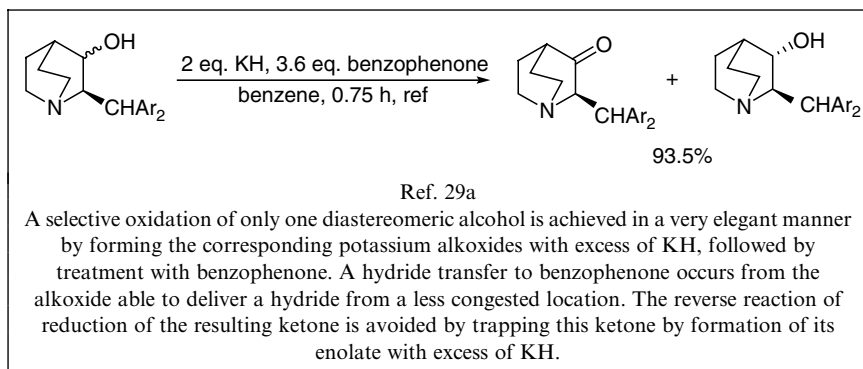 OH
N
CHAr2
2 eq. KH, 3.6 eq. benzophenone
benzene, 0.75 h, ref
O
N
CHAr2
+
OH
N
CHAr2
93.5%
Ref. 29a
A selective oxidation of only one diastereomeric alcohol is achieved in a very elegant manner
by forming the corresponding potassium alkoxides with excess of KH, followed by
treatment with benzophenone. A hydride transfer to benzophenone occurs from the
alkoxide able to deliver a hydride from a less congested location. The reverse reaction of
reduction of the resulting ketone is avoided by trapping this ketone by formation of its
enolate with excess of KH.